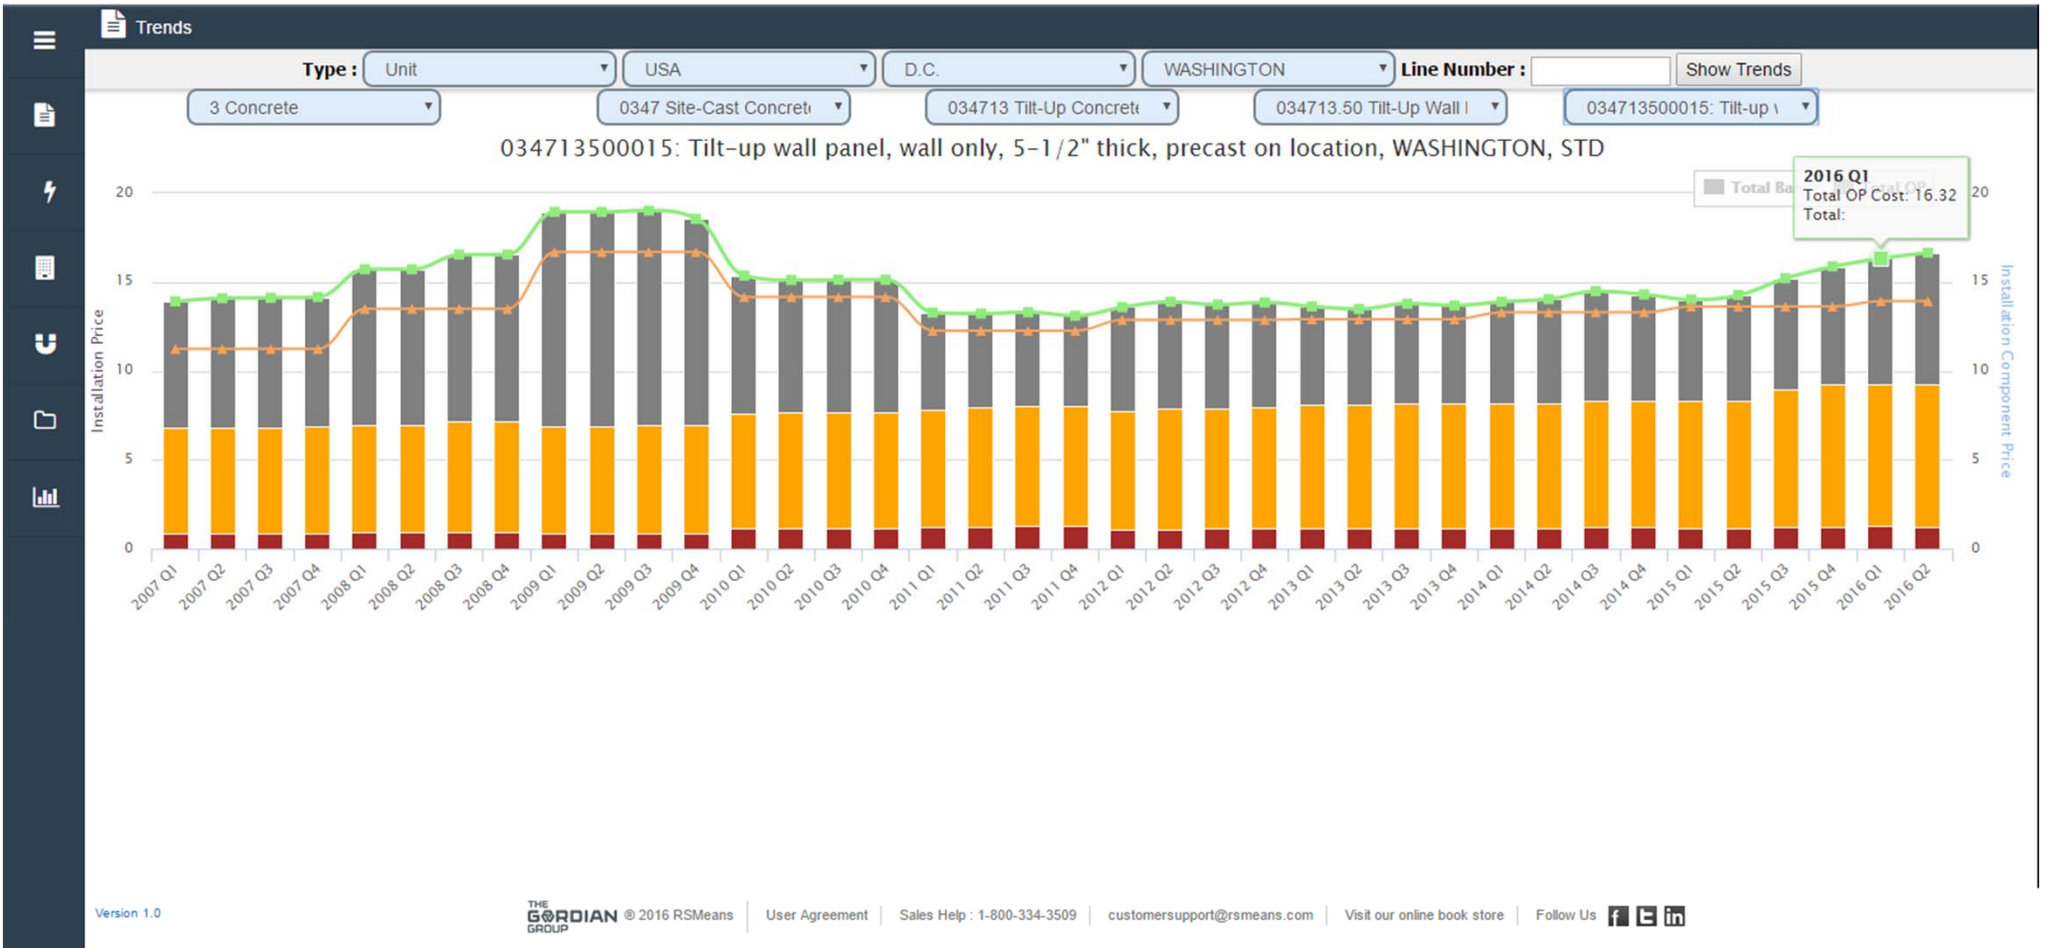 Trends
Type : Unit USA D.C. WASHINGTON Line Number : Show Trends
3 Concrete 0347 Site-Cast Concrete 034713 Tilt-Up Concrete 034713.50 Tilt-Up Wall 034713500015: Tilt-up
034713500015: Tilt-up wall panel, wall only, 5-1/2" thick, precast on location, WASHINGTON, STD
Total Ba
Total OP
2016 Q1
Total OP Cost: 16.32
Total:
Installation Price
20
15
10
5
0
20
15
10
5
0
Installation Component Price
2007 Q1
2007 Q2
2007 Q3
2007 Q4
2008 Q1
2008 Q2
2008 Q3
2008 Q4
2009 Q1
2009 Q2
2009 Q3
2009 Q4
2010 Q1
2010 Q2
2010 Q3
2010 Q4
2011 Q1
2011 Q2
2011 Q3
2011 Q4
2012 Q1
2012 Q2
2012 Q3
2012 Q4
2013 Q1
2013 Q2
2013 Q3
2013 Q4
2014 Q1
2014 Q2
2014 Q3
2014 Q4
2015 Q1
2015 Q2
2015 Q3
2015 Q4
2016 Q1
2016 Q2
Version 1.0
THE
GORDIAN
GROUP
® 2016 RSMeans
User Agreement
Sales Help : 1-800-334-3509
customersupport@rsmeans.com
Visit our online book store
Follow Us